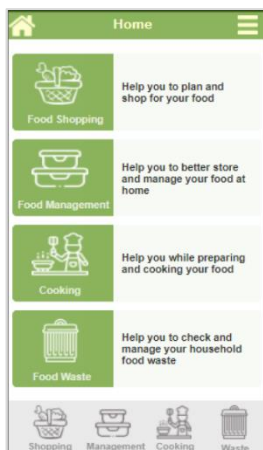 Home
Food Shopping
Help you to plan and
shop for your food
Food Management
Help you to better store
and manage your food at
home
Cooking
Help you while preparing
and cooking your food
Food Waste
Help you to check and
manage your household
food waste
Shopping Management Cooking Waste